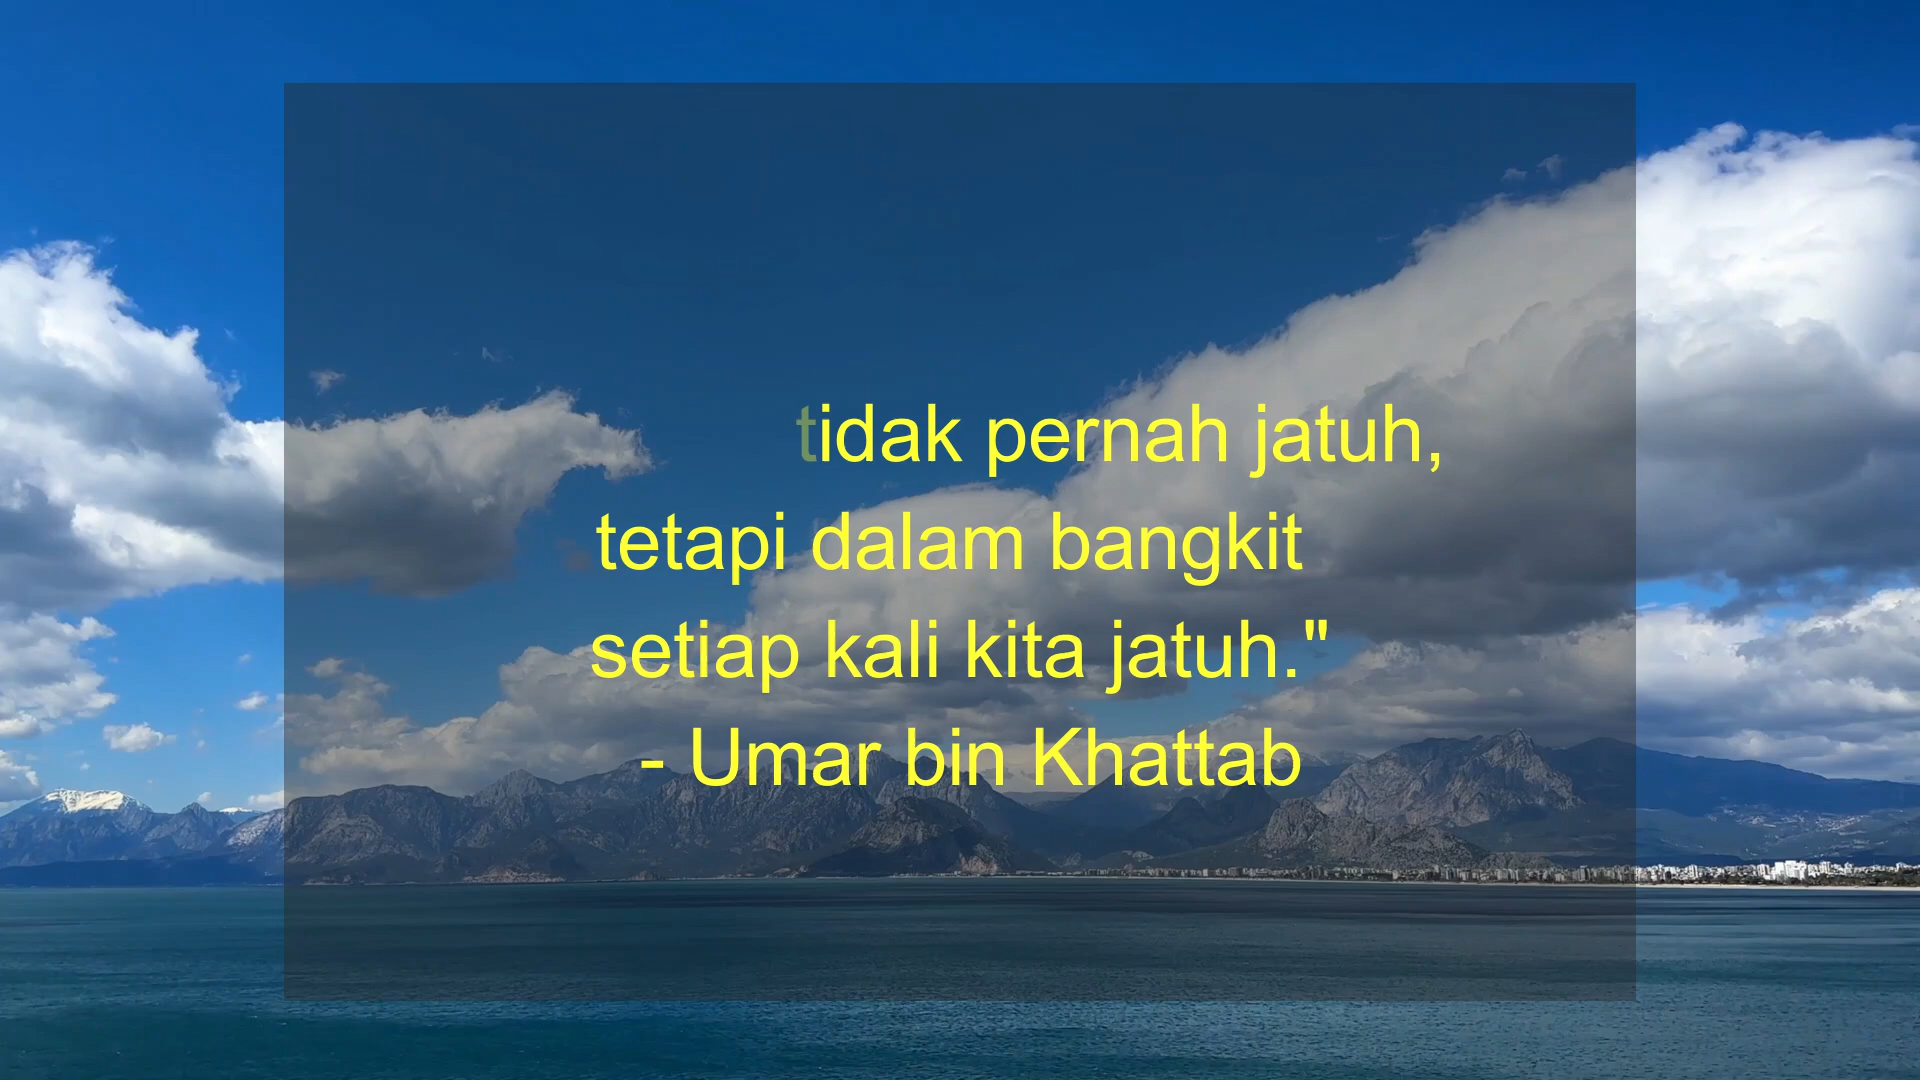 tidak pernah jatuh,
tetapi dalam bangkit
setiap kali kita jatuh."
- Umar bin Khattab